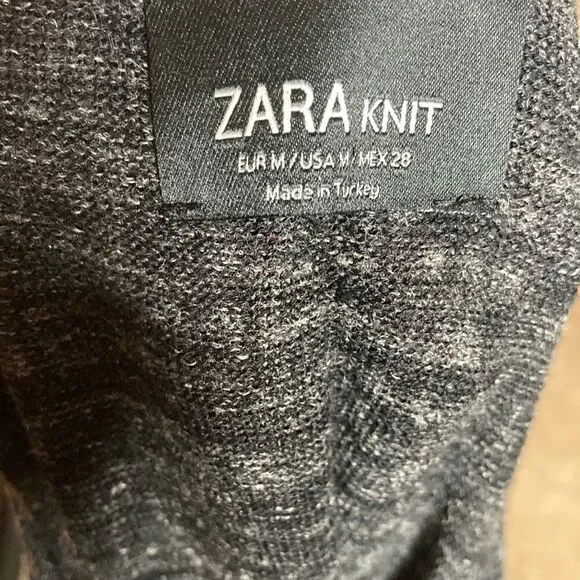 ZARA KNIT
EUR M / USA M / MEX 28
Made in Turkey